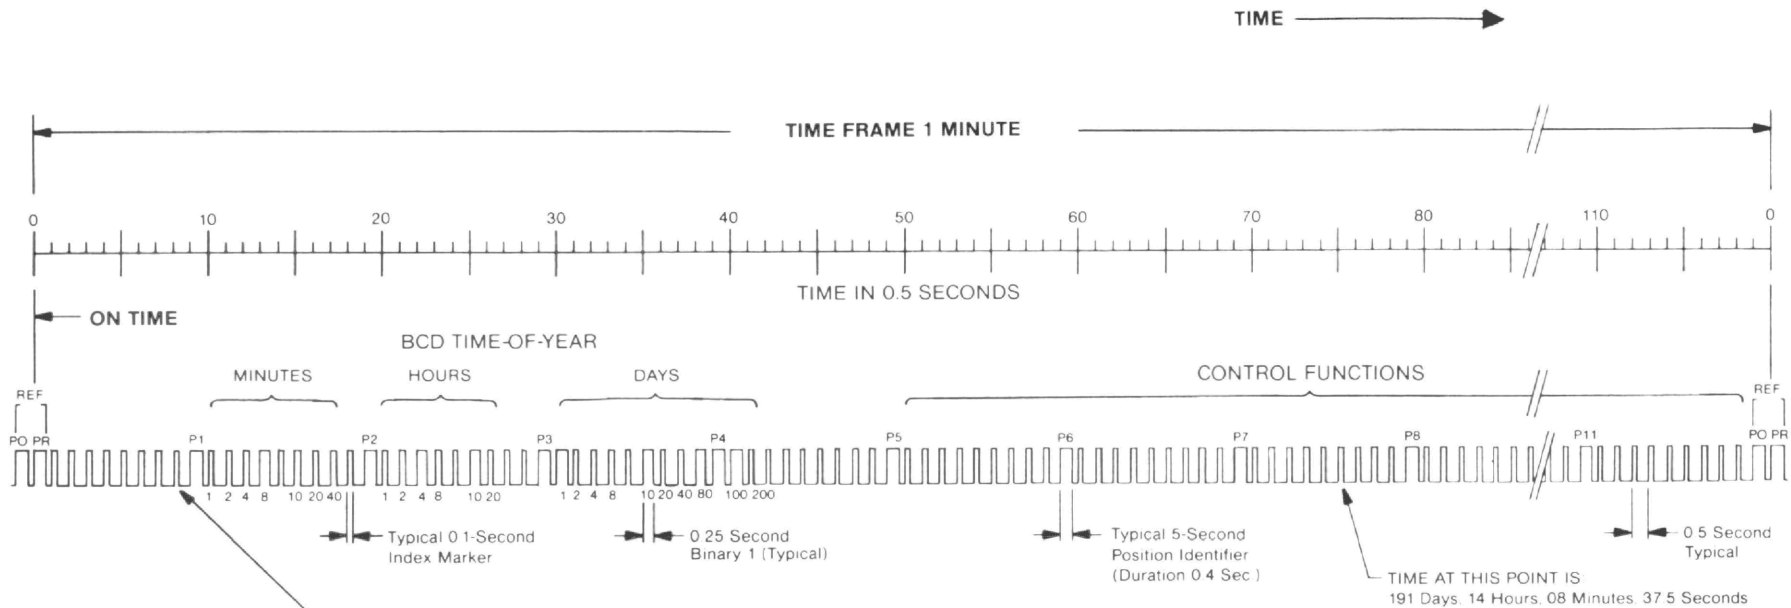 TIME
TIME FRAME 1 MINUTE
0 10 20 30 40 50 60 70 80 110 0
TIME IN 0.5 SECONDS
ON TIME
BCD TIME-OF-YEAR
MINUTES HOURS DAYS CONTROL FUNCTIONS
REF REF
PO PR P1 P2 P3 P4 P5 P6 P7 P8 P11 PO PR
1 2 4 8 10 20 40 1 2 4 8 10 20 1 2 4 8 10 20 40 80 100 200
Typical 0 1-Second
Index Marker
0 25 Second
Binary 1 (Typical)
Typical 5-Second
Position Identifier
(Duration 0 4 Sec )
0 5 Second
Typical
TIME AT THIS POINT IS:
191 Days, 14 Hours, 08 Minutes, 37.5 Seconds